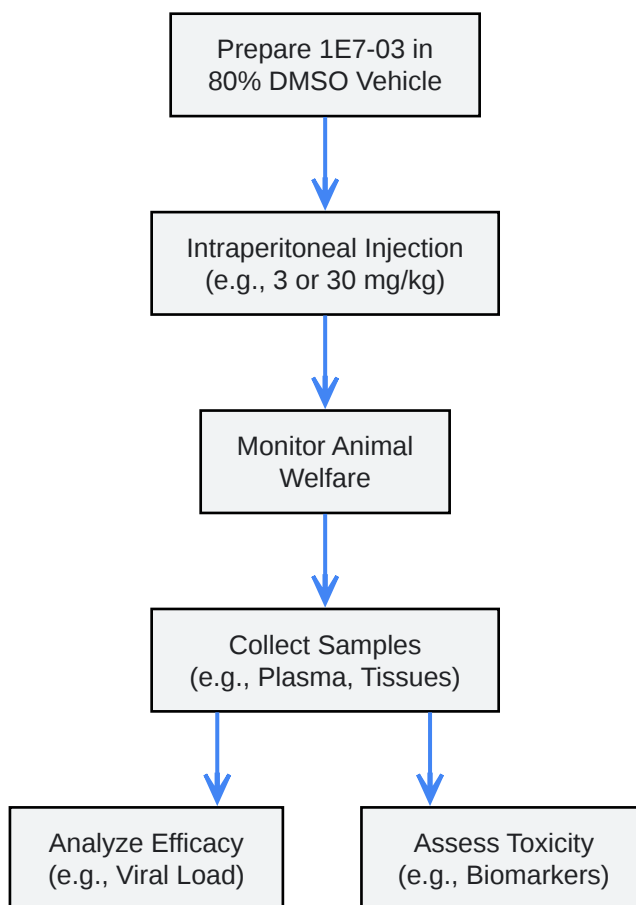 Prepare 1E7-03 in
80% DMSO Vehicle
Intraperitoneal Injection
(e.g., 3 or 30 mg/kg)
Monitor Animal
Welfare
Collect Samples
(e.g., Plasma, Tissues)
Analyze Efficacy
(e.g., Viral Load)
Assess Toxicity
(e.g., Biomarkers)